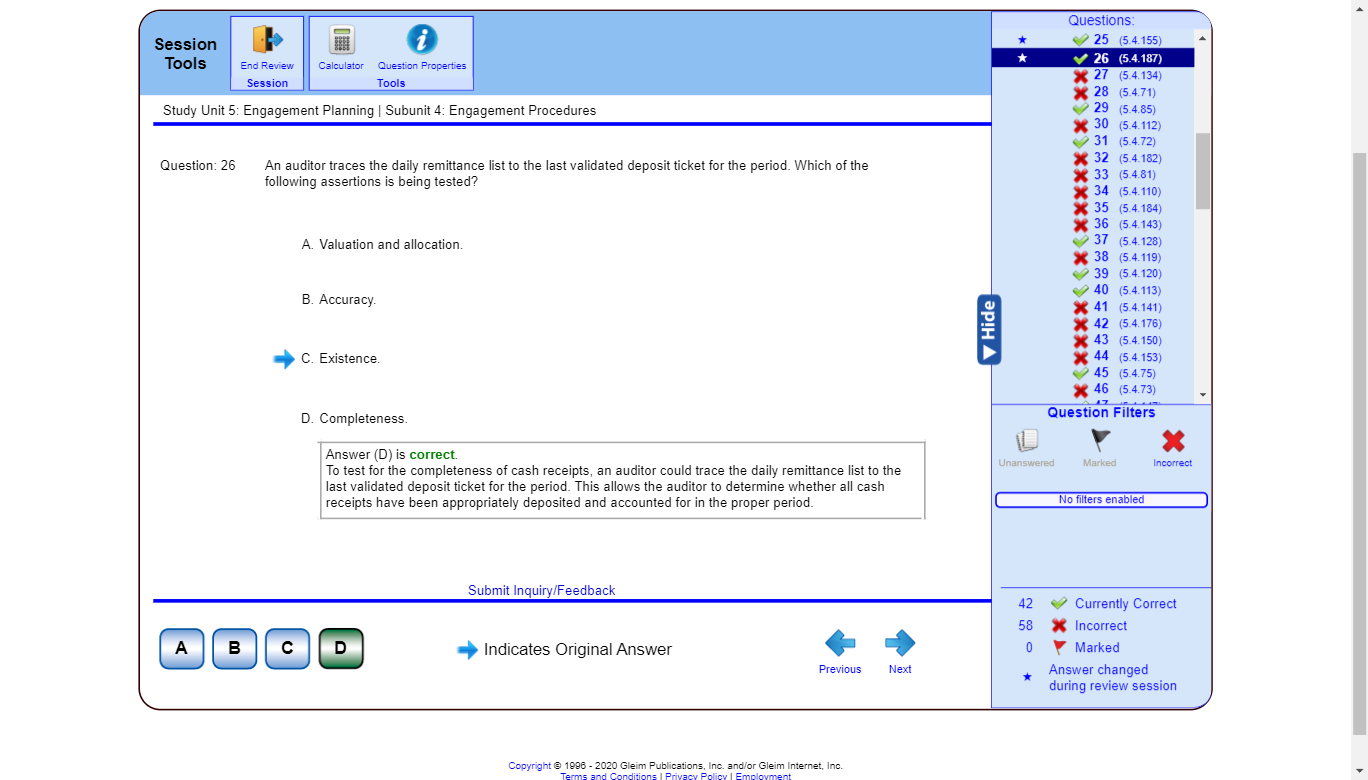 Session
Tools
End Review
Session
Calculator
Question Properties
Tools
Study Unit 5: Engagement Planning | Subunit 4: Engagement Procedures
Question: 26
An auditor traces the daily remittance list to the last validated deposit ticket for the period. Which of the
following assertions is being tested?
A. Valuation and allocation.
B. Accuracy.
C. Existence.
D. Completeness.
Answer (D) is correct.
To test for the completeness of cash receipts, an auditor could trace the daily remittance list to the
last validated deposit ticket for the period. This allows the auditor to determine whether all cash
receipts have been appropriately deposited and accounted for in the proper period.
Submit Inquiry/Feedback
A B C D
Indicates Original Answer
Previous
Next
Questions:
25 (5.4.155)
26 (5.4.187)
27 (5.4.134)
28 (5.4.71)
29 (5.4.85)
30 (5.4.112)
31 (5.4.72)
32 (5.4.182)
33 (5.4.81)
34 (5.4.110)
35 (5.4.184)
36 (5.4.143)
37 (5.4.128)
38 (5.4.119)
39 (5.4.120)
40 (5.4.113)
41 (5.4.141)
42 (5.4.176)
43 (5.4.150)
44 (5.4.153)
45 (5.4.75)
46 (5.4.73)
Hide
Question Filters
Unanswered
Marked
Incorrect
No filters enabled
42 Currently Correct
58 Incorrect
0 Marked
Answer changed
during review session
Copyright © 1996 - 2020 Gleim Publications, Inc. and/or Gleim Internet, Inc.
Terms and Conditions | Privacy Policy | Employment